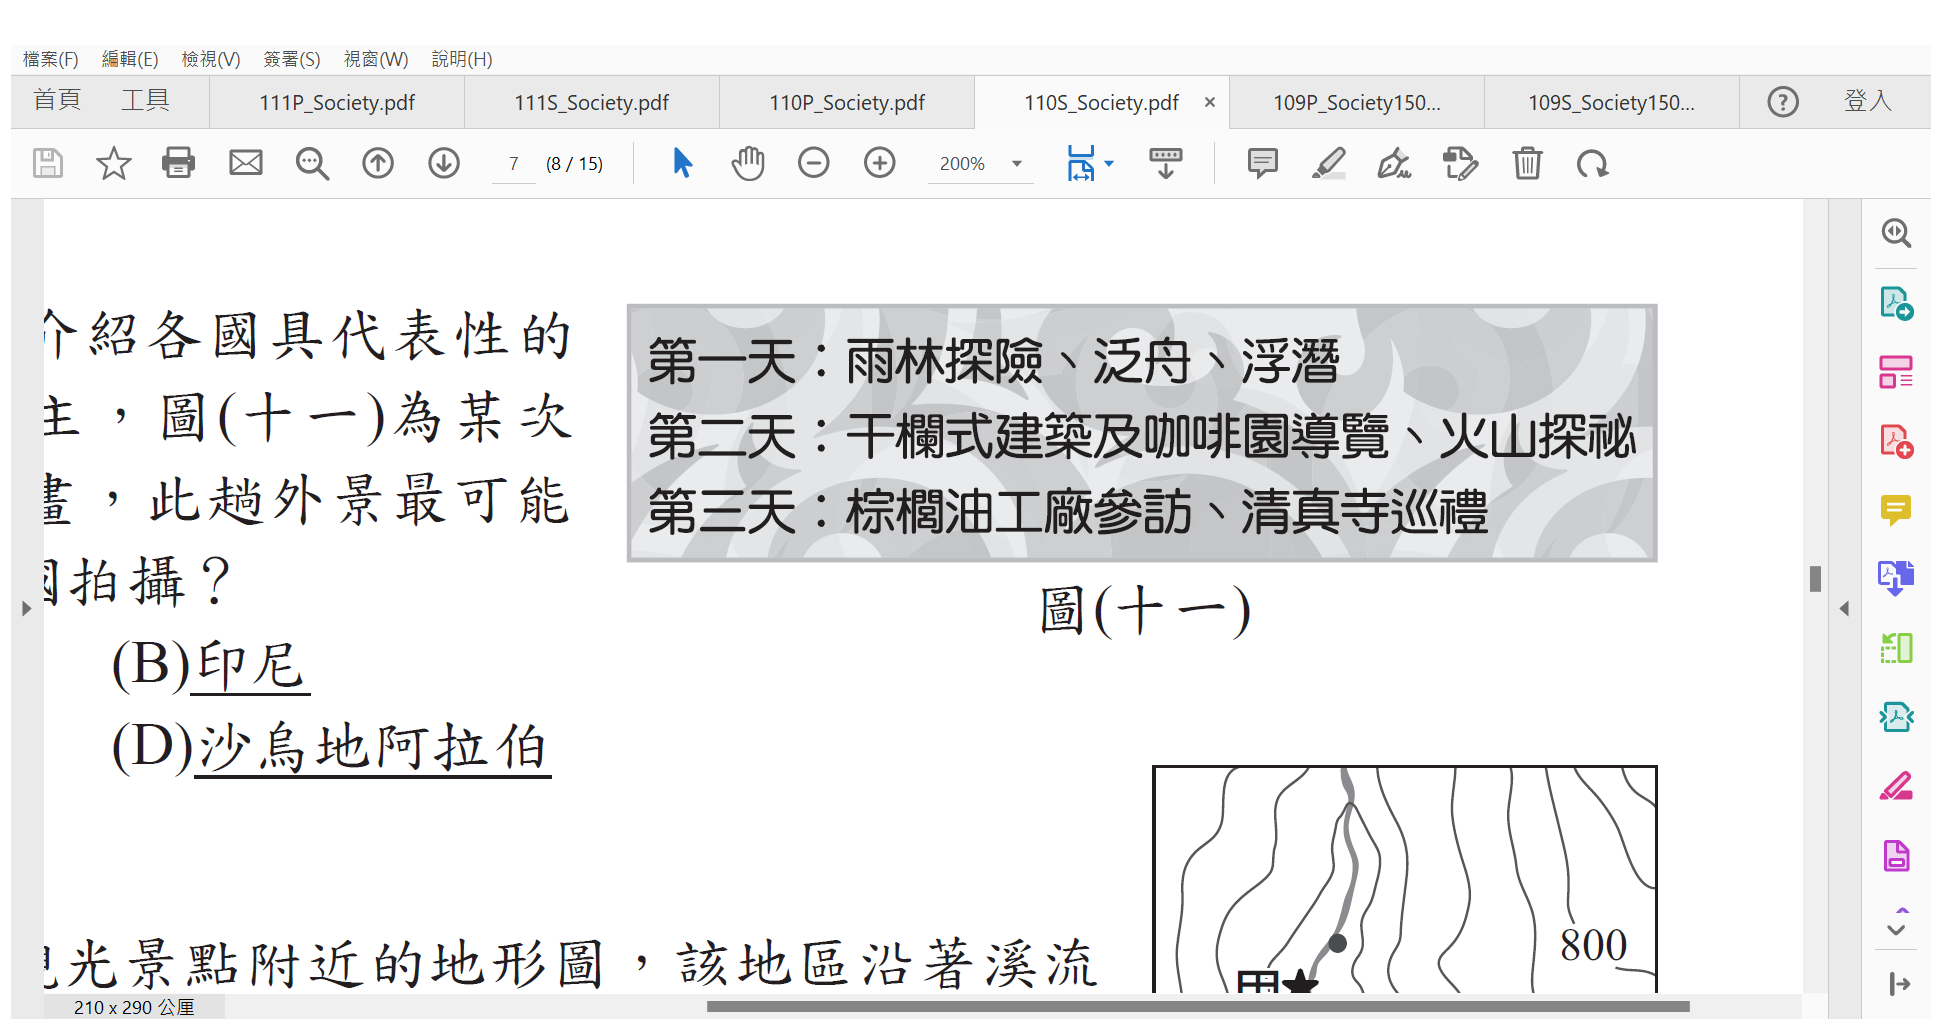 檔案(F) 編輯(E) 檢視(V) 簽署(S) 視窗(W) 說明(H)
首頁 工具 111P_Society.pdf 111S_Society.pdf 110P_Society.pdf 110S_Society.pdf × 109P_Society150... 109S_Society150... ? 登入
7 (8 / 15) 200%
介紹各國具代表性的
主，圖(十一)為某次
畫，此趟外景最可能
國拍攝？
(B)印尼
(D)沙烏地阿拉伯
第一天：雨林探險、泛舟、浮潛
第二天：干欄式建築及咖啡園導覽、火山探祕
第三天：棕櫚油工廠參訪、清真寺巡禮
圖(十一)
800
甲
光景點附近的地形圖，該地區沿著溪流
210 x 290 公厘